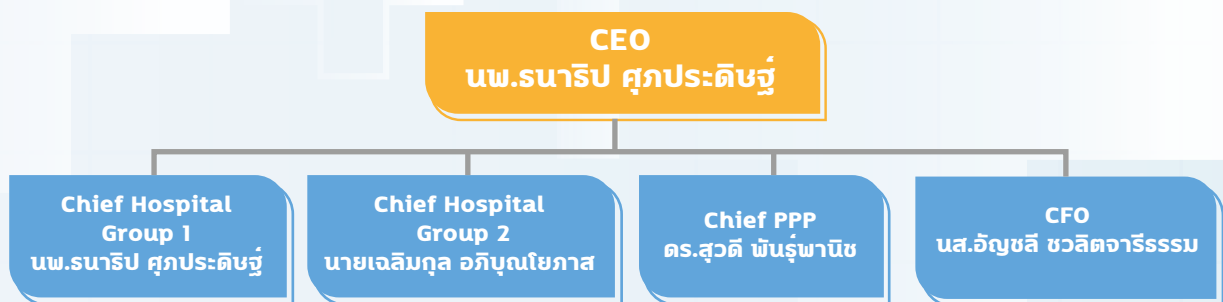 CEO
นพ.ธนาธิป ศุภประดิษฐ์
Chief Hospital
Group 1
นพ.ธนาธิป ศุภประดิษฐ์
Chief Hospital
Group 2
นายเฉลิมกุล อภิบุณโยภาส
Chief PPP
ดร.สุวดี พันธุ์พานิช
CFO
นส.อัญชลี ชวลิตจารีธรรม